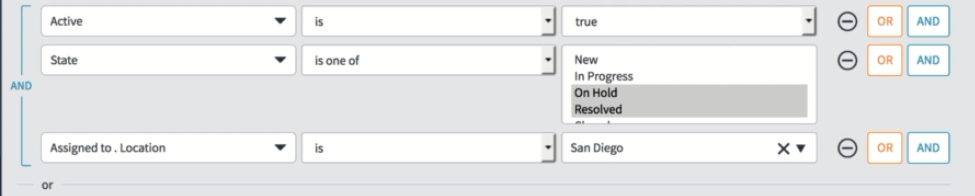 Active is true OR AND
State is one of New OR AND
In Progress
AND
On Hold
Resolved
Assigned to . Location is San Diego OR AND
or